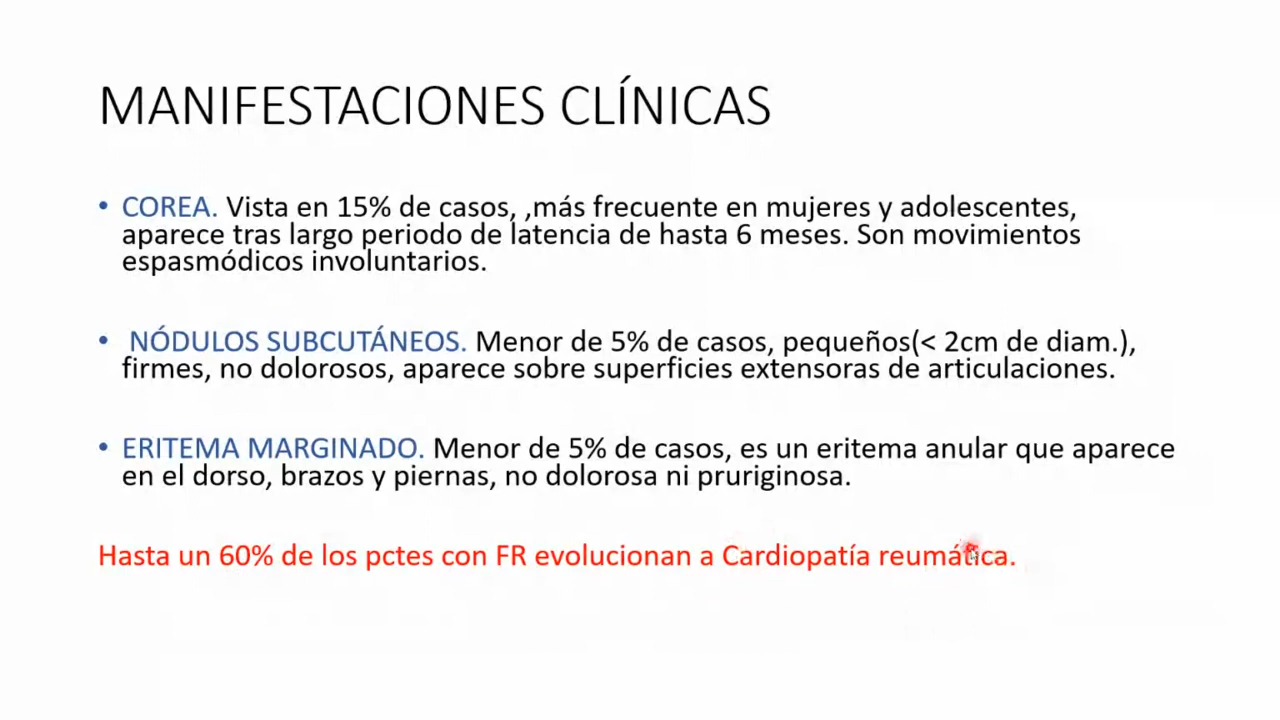 MANIFESTACIONES CLÍNICAS
• COREA. Vista en 15% de casos, ,más frecuente en mujeres y adolescentes,
aparece tras largo periodo de latencia de hasta 6 meses. Son movimientos
espasmódicos involuntarios.
• NÓDULOS SUBCUTÁNEOS. Menor de 5% de casos, pequeños(< 2cm de diam.),
firmes, no dolorosos, aparece sobre superficies extensoras de articulaciones.
• ERITEMA MARGINADO. Menor de 5% de casos, es un eritema anular que aparece
en el dorso, brazos y piernas, no dolorosa ni pruriginosa.
Hasta un 60% de los pctes con FR evolucionan a Cardiopatía reumática.